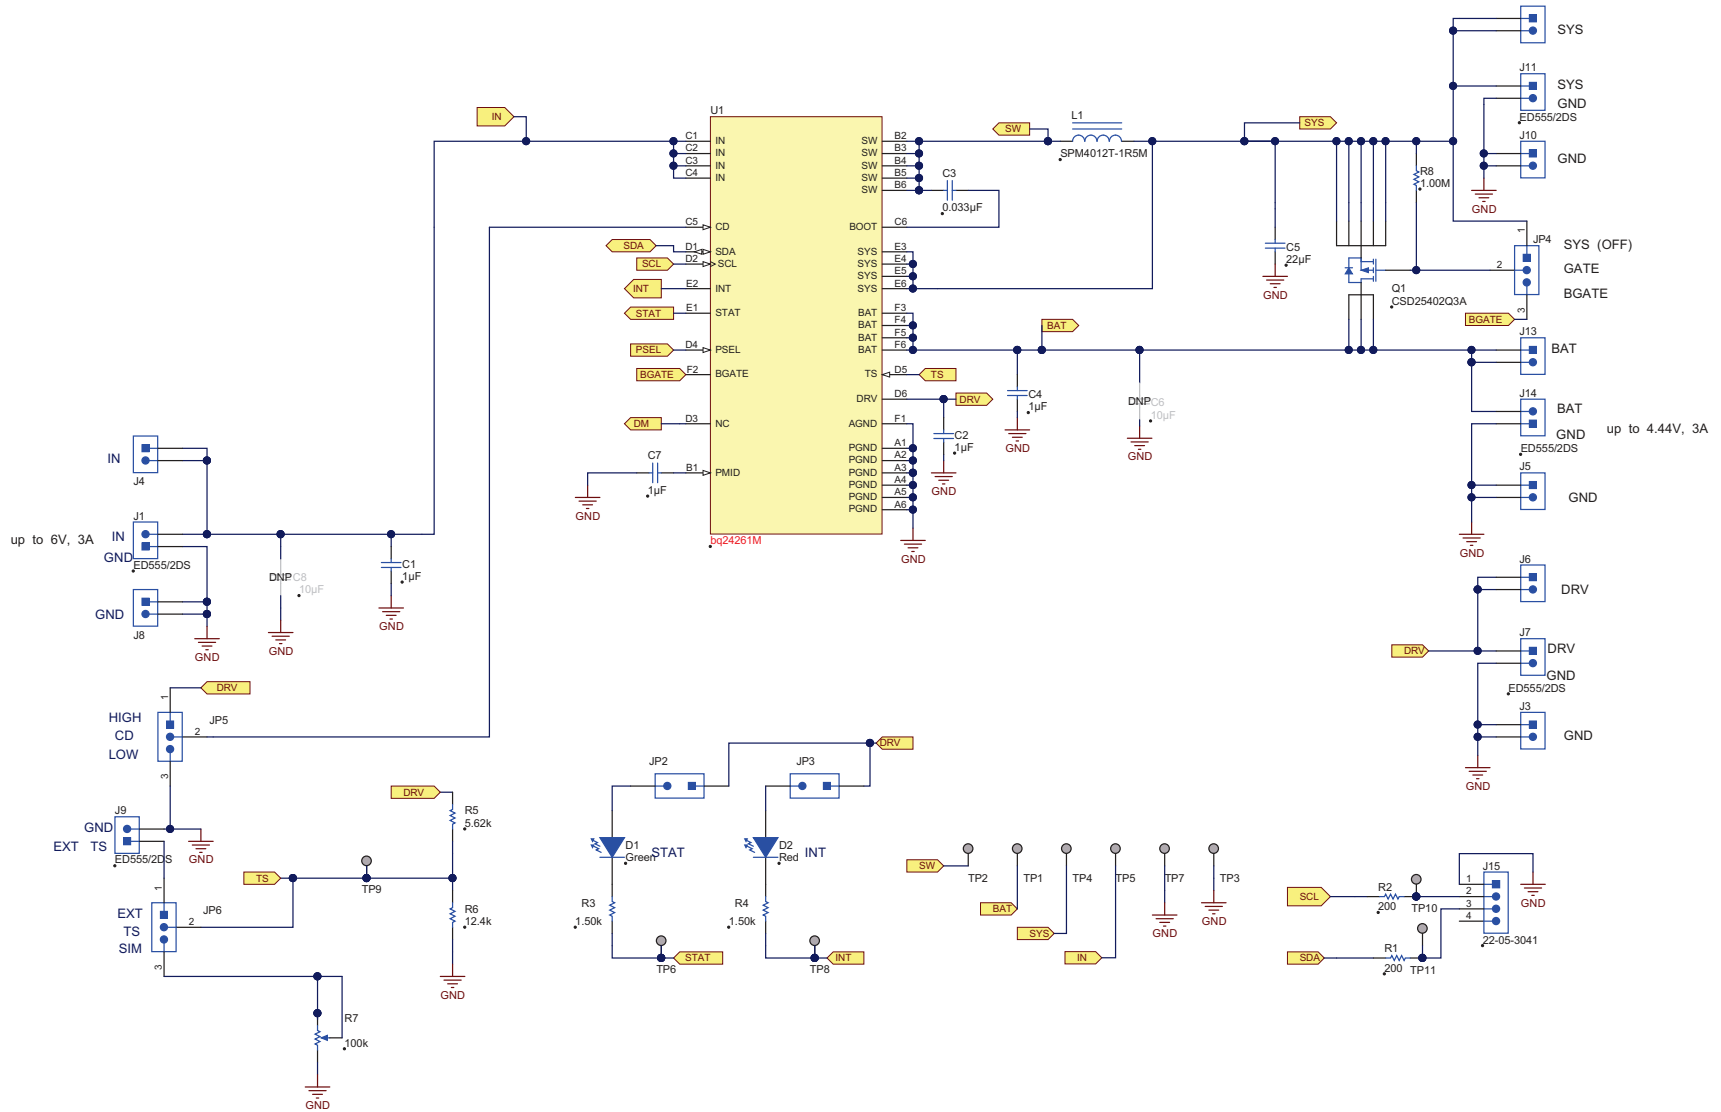 SYS
J11
SYS
GND
ED555/2DS
J10
GND
GND
U1
IN
L1
SW
SYS
SPM4012T-1R5M
C1 IN
C2 IN
C3 IN
C4 IN
C5 CD
SDA D1 SDA
SCL D2 SCL
INT E2 INT
STAT E1 STAT
PSEL D4 PSEL
BGATE F2 BGATE
DM D3 NC
B1 PMID
C7
1µF
GND
SW B2
SW B3
SW B4
SW B5
SW B6
BOOT C6
SYS E3
SYS E4
SYS E5
SYS E6
BAT F3
BAT F4
BAT F5
BAT F6
TS D5 TS
DRV D6 DRV
AGND F1
PGND A1
PGND A2
PGND A3
PGND A4
PGND A5
PGND A6
GND
bq24261M
C3
0.033µF
C2
1µF
GND
BAT
C4
1µF
GND
DNP C6
10µF
GND
C5
22µF
GND
R8
1.00M
Q1
CSD25402Q3A
1
JP4
2
3
SYS (OFF)
GATE
BGATE
BGATE
J13
BAT
J14
BAT
GND
up to 4.44V, 3A
ED555/2DS
J5
GND
GND
J6
DRV
J7
DRV
DRV
GND
ED555/2DS
J3
GND
GND
IN
J4
J1
up to 6V, 3A IN
GND
ED555/2DS
GND
J8
GND
DNP C8
10µF
GND
C1
1µF
GND
DRV
1
HIGH
CD
LOW
JP5
2
3
J9
GND
EXT TS
ED555/2DS
GND
1
EXT
TS
SIM
JP6
2
3
TS
TP9
DRV
R5
5.62k
R6
12.4k
GND
R7
100k
GND
JP2
JP3
DRV
D1
Green
STAT
D2
Red
INT
R3
1.50k
R4
1.50k
TP6
STAT
TP8
INT
SW
TP2
TP1
TP4
TP5
TP7
TP3
BAT
SYS
IN
GND
GND
SCL
R2
200
TP10
SDA
R1
200
TP11
J15
1
2
3
4
22-05-3041
GND